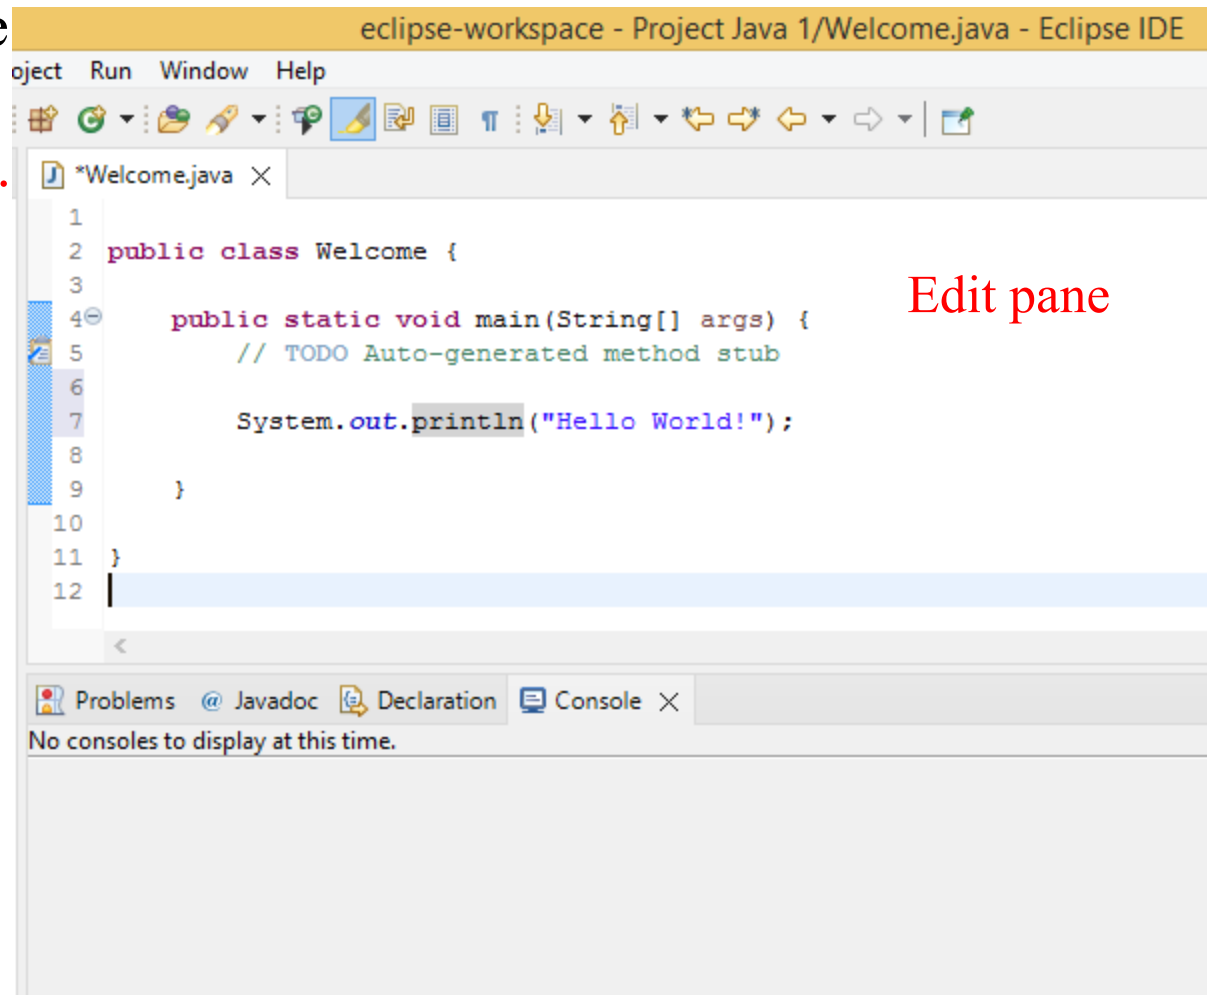 e
eclipse-workspace - Project Java 1/Welcome.java - Eclipse IDE
oject Run Window Help
.
*Welcome.java
1
2 public class Welcome {
3
4 public static void main(String[] args) {
Edit pane
5 // TODO Auto-generated method stub
6
7 System.out.println("Hello World!");
8
9 }
10
11 }
12
Problems @ Javadoc Declaration Console
No consoles to display at this time.